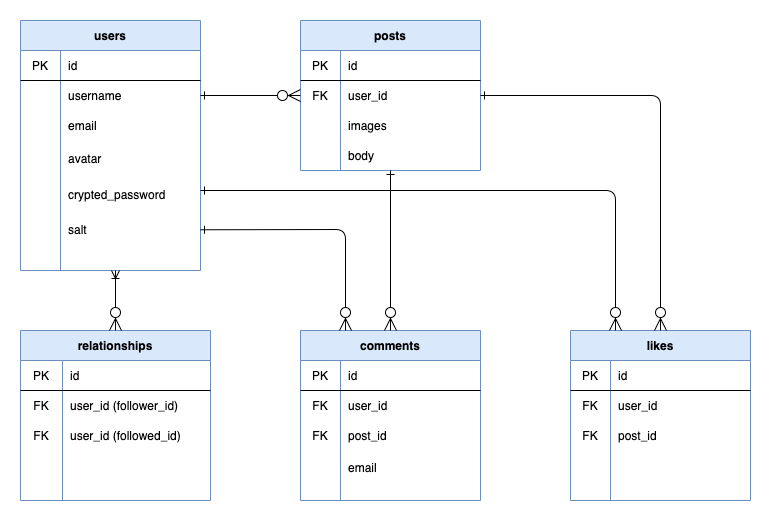 users
PK id
username
email
avatar
crypted_password
salt
posts
PK id
FK user_id
images
body
relationships
PK id
FK user_id (follower_id)
FK user_id (followed_id)
comments
PK id
FK user_id
FK post_id
email
likes
PK id
FK user_id
FK post_id